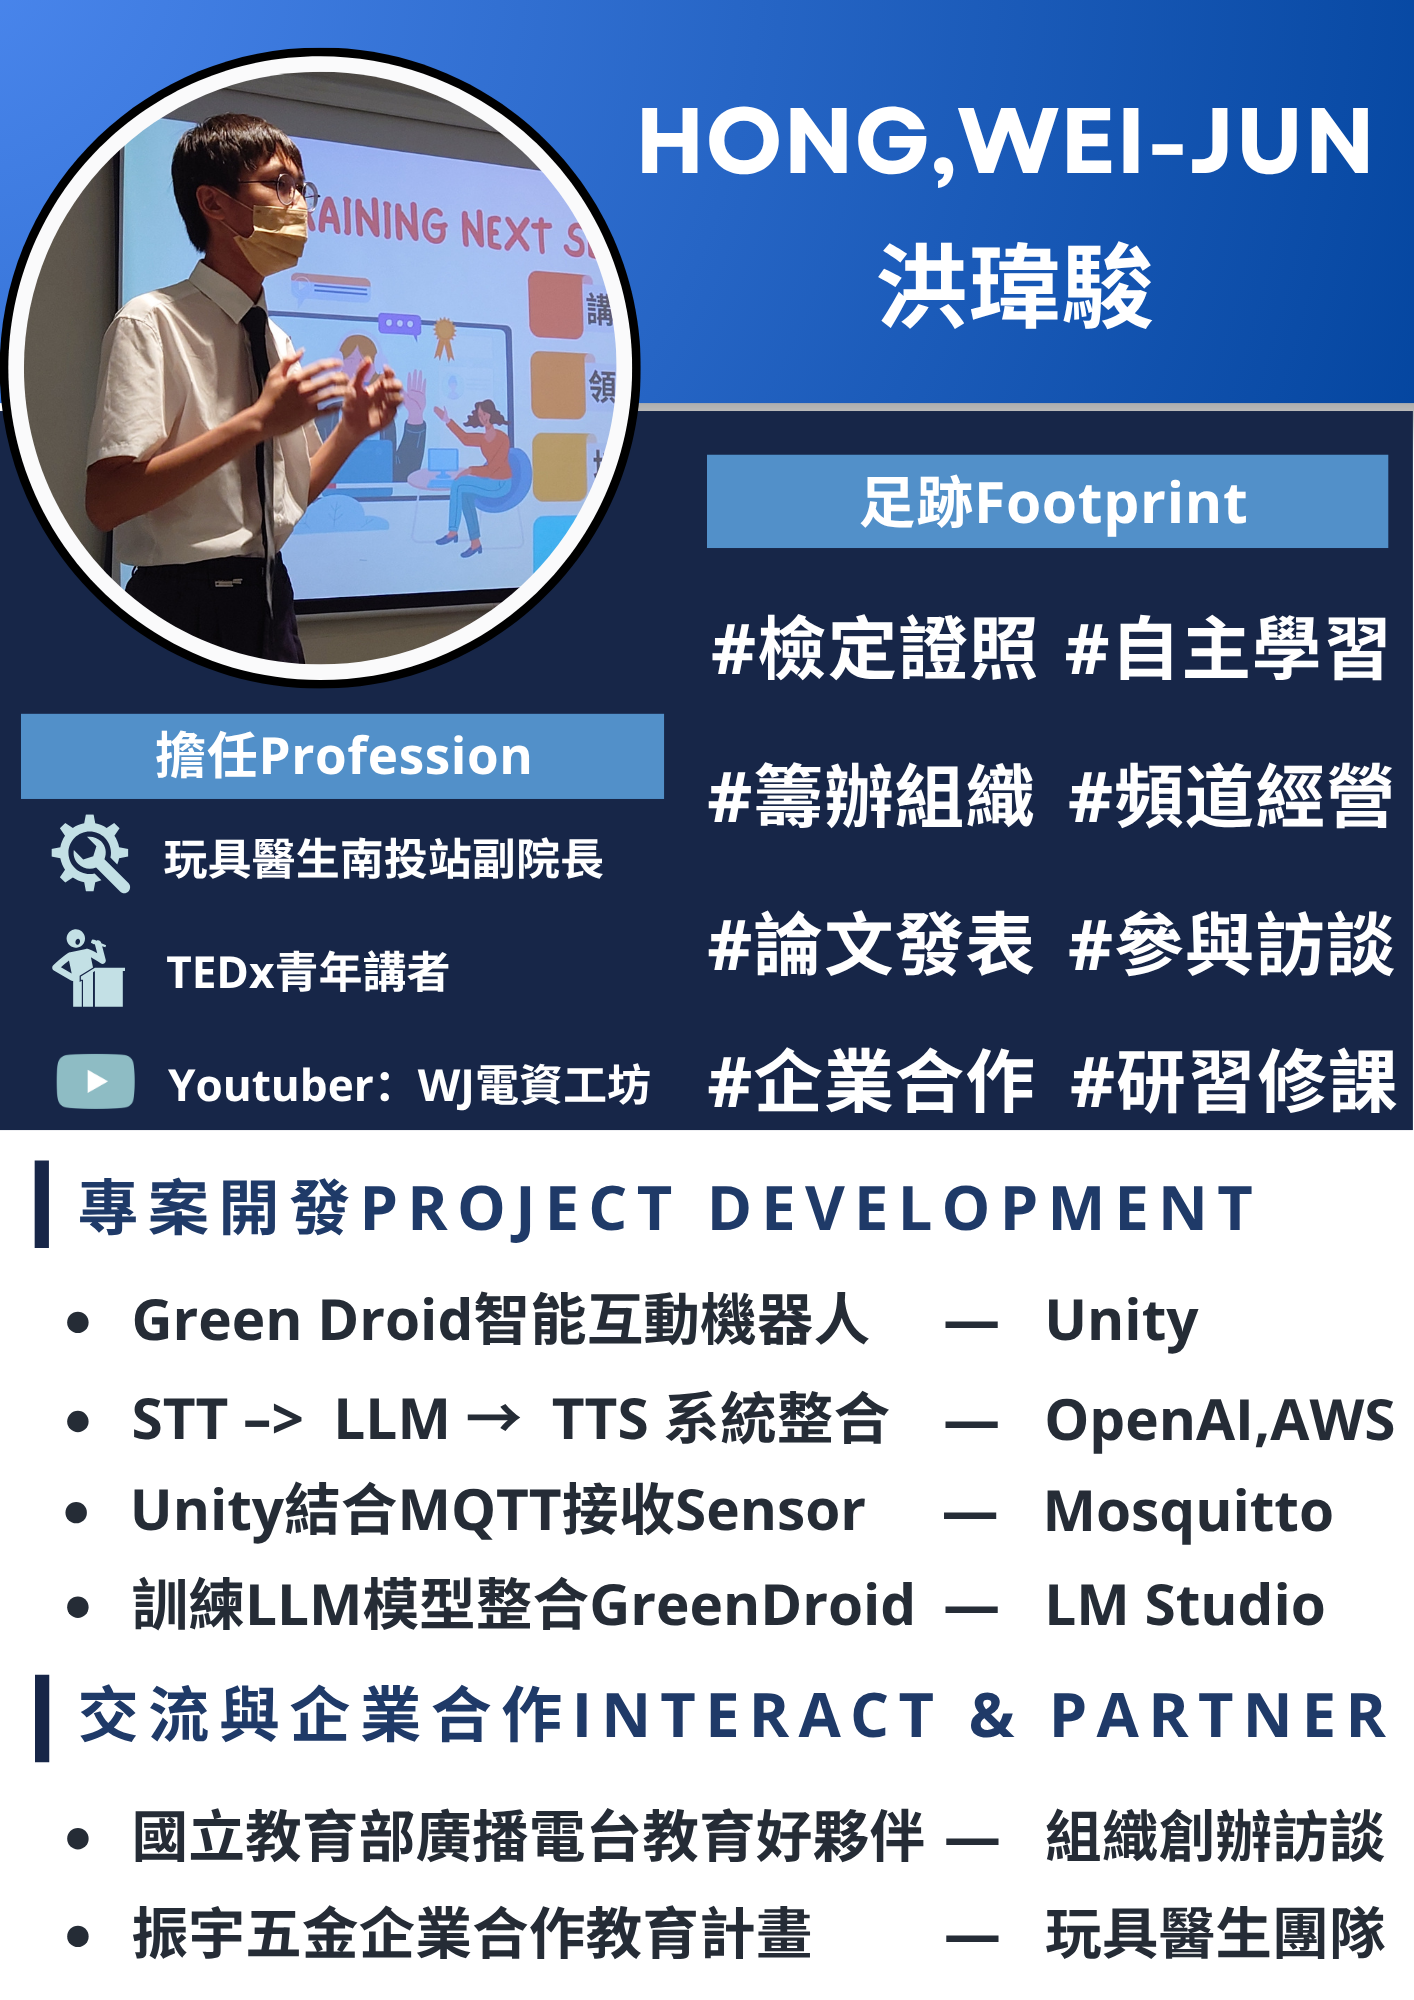 HONG,WEI-JUN
洪瑋駿
RAINING NEXT S
講
領
足跡Footprint
#檢定證照 #自主學習
#籌辦組織 #頻道經營
#論文發表 #參與訪談
#企業合作 #研習修課
擔任Profession
玩具醫生南投站副院長
TEDx青年講者
Youtuber：WJ電資工坊
專案開發PROJECT DEVELOPMENT
• Green Droid智能互動機器人 — Unity
• STT –> LLM → TTS 系統整合 — OpenAI,AWS
• Unity結合MQTT接收Sensor — Mosquitto
• 訓練LLM模型整合GreenDroid — LM Studio
交流與企業合作INTERACT & PARTNER
• 國立教育部廣播電台教育好夥伴 — 組織創辦訪談
• 振宇五金企業合作教育計畫 — 玩具醫生團隊